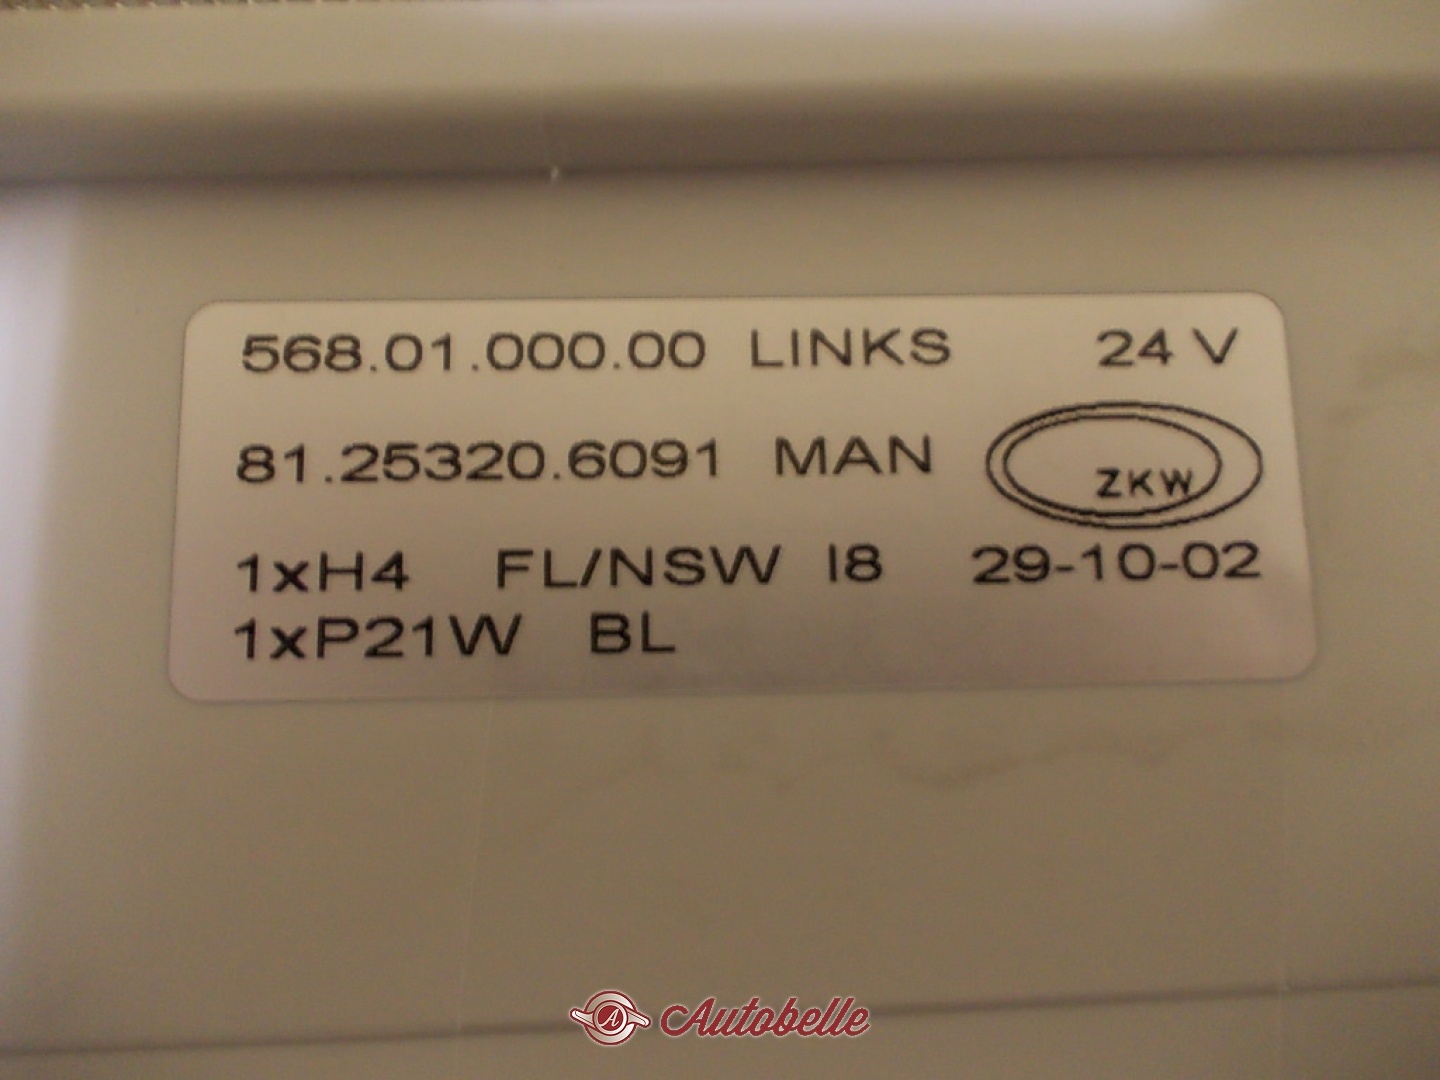 568.01.000.00 LINKS 24 V
81.25320.6091 MAN
ZKW
1xH4 FL/NSW I8 29-10-02
1xP21W BL
A Autobelle